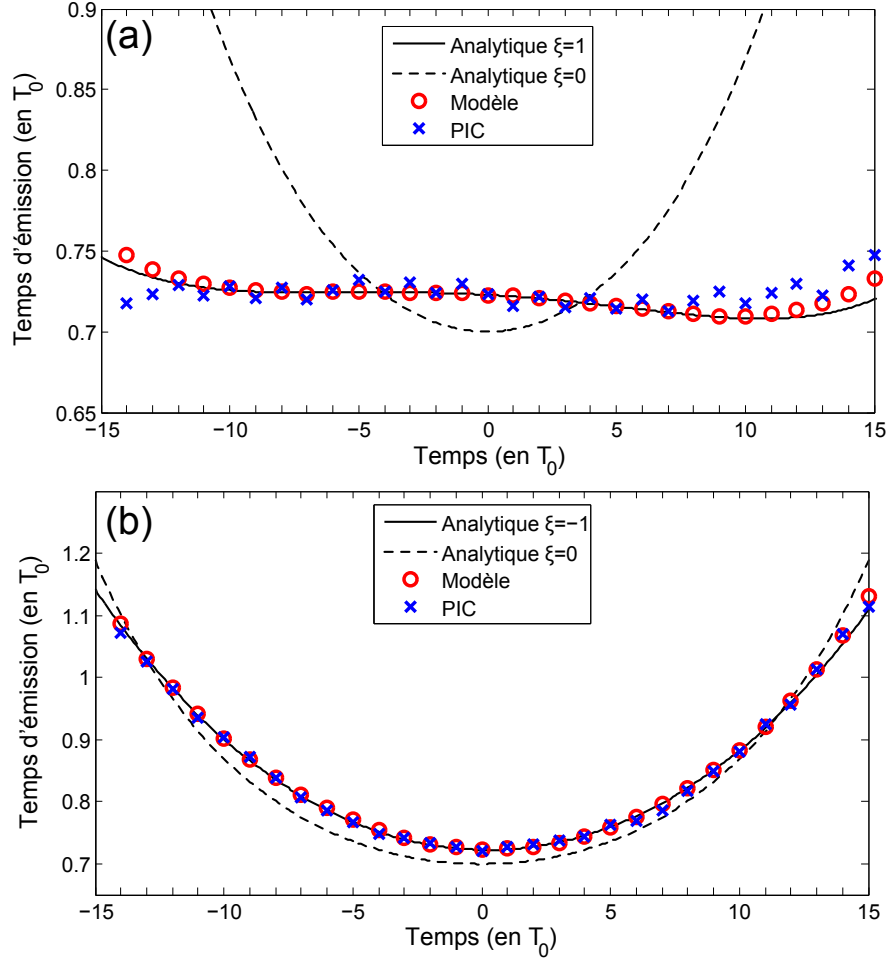 (a)
Analytique ξ=1
Analytique ξ=0
Modèle
PIC
Temps d'émission (en T0)
0.9
0.85
0.8
0.75
0.7
0.65
−15 −10 −5 0 5 10 15
Temps (en T0)
(b)
Analytique ξ=−1
Analytique ξ=0
Modèle
PIC
Temps d'émission (en T0)
1.2
1.1
1
0.9
0.8
0.7
−15 −10 −5 0 5 10 15
Temps (en T0)